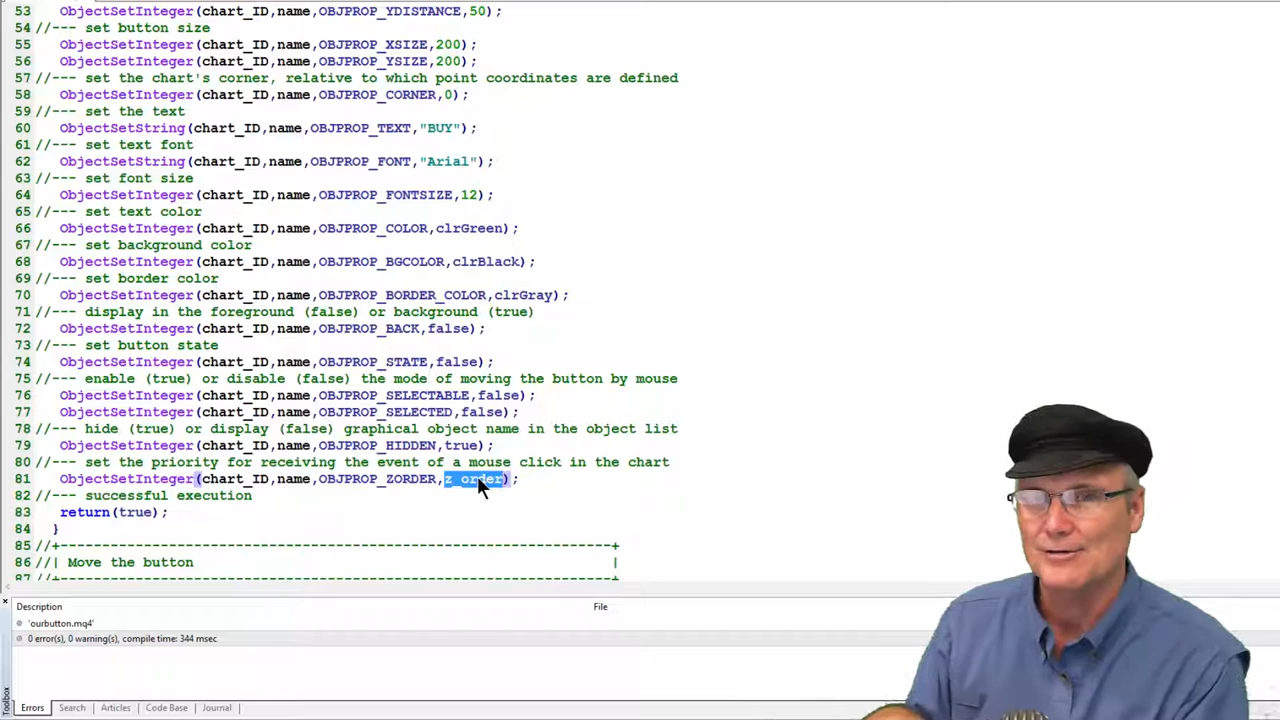 53 ObjectSetInteger(chart_ID,name,OBJPROP_YDISTANCE,50);
54 //--- set button size
55 ObjectSetInteger(chart_ID,name,OBJPROP_XSIZE,200);
56 ObjectSetInteger(chart_ID,name,OBJPROP_YSIZE,200);
57 //--- set the chart's corner, relative to which point coordinates are defined
58 ObjectSetInteger(chart_ID,name,OBJPROP_CORNER,0);
59 //--- set the text
60 ObjectSetString(chart_ID,name,OBJPROP_TEXT,"BUY");
61 //--- set text font
62 ObjectSetString(chart_ID,name,OBJPROP_FONT,"Arial");
63 //--- set font size
64 ObjectSetInteger(chart_ID,name,OBJPROP_FONTSIZE,12);
65 //--- set text color
66 ObjectSetInteger(chart_ID,name,OBJPROP_COLOR,clrGreen);
67 //--- set background color
68 ObjectSetInteger(chart_ID,name,OBJPROP_BGCOLOR,clrBlack);
69 //--- set border color
70 ObjectSetInteger(chart_ID,name,OBJPROP_BORDER_COLOR,clrGray);
71 //--- display in the foreground (false) or background (true)
72 ObjectSetInteger(chart_ID,name,OBJPROP_BACK,false);
73 //--- set button state
74 ObjectSetInteger(chart_ID,name,OBJPROP_STATE,false);
75 //--- enable (true) or disable (false) the mode of moving the button by mouse
76 ObjectSetInteger(chart_ID,name,OBJPROP_SELECTABLE,false);
77 ObjectSetInteger(chart_ID,name,OBJPROP_SELECTED,false);
78 //--- hide (true) or display (false) graphical object name in the object list
79 ObjectSetInteger(chart_ID,name,OBJPROP_HIDDEN,true);
80 //--- set the priority for receiving the event of a mouse click in the chart
81 ObjectSetInteger(chart_ID,name,OBJPROP_ZORDER,z_order);
82 //--- successful execution
83 return(true);
84 }
85 //+------------------------------------------------------------------+
86 //| Move the button |
87 //+------------------------------------------------------------------+
Description File
'ourbutton.mq4'
0 error(s), 0 warning(s), compile time: 344 msec
Toolbox
Errors Search Articles Code Base Journal